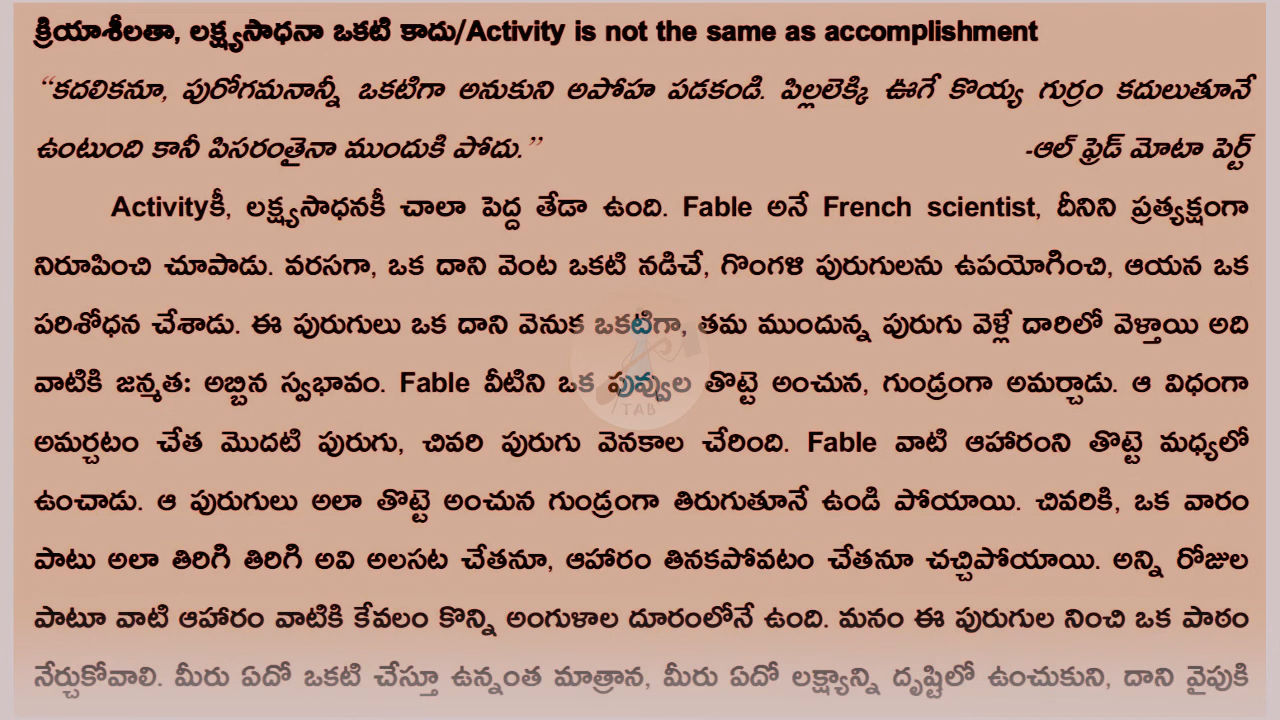 క్రియాశీలతా, లక్ష్యసాధనా ఒకటి కాదు/Activity is not the same as accomplishment
“కదలికనూ, పురోగమనాన్నీ ఒకటిగా అనుకుని అపోహ పడకండి. పిల్లలెక్కి ఊగే కొయ్య గుర్రం కదులుతూనే
ఉంటుంది కానీ పిసరంతైనా ముందుకి పోదు.” -ఆల్ ఫ్రెడ్ మోటా పెర్ట్
Activityకీ, లక్ష్యసాధనకీ చాలా పెద్ద తేడా ఉంది. Fable అనే French scientist, దీనిని ప్రత్యక్షంగా
నిరూపించి చూపాడు. వరసగా, ఒక దాని వెంట ఒకటి నడిచే, గొంగళి పురుగులను ఉపయోగించి, ఆయన ఒక
పరిశోధన చేశాడు. ఈ పురుగులు ఒక దాని వెనుక ఒకటిగా, తమ ముందున్న పురుగు వెళ్లే దారిలో వెళ్తాయి అది
వాటికి జన్మత: అబ్బిన స్వభావం. Fable వీటిని ఒక పువ్వుల తొట్టె అంచున, గుండ్రంగా అమర్చాడు. ఆ విధంగా
అమర్చటం చేత మొదటి పురుగు, చివరి పురుగు వెనకాల చేరింది. Fable వాటి ఆహారంని తొట్టె మధ్యలో
ఉంచాడు. ఆ పురుగులు అలా తొట్టె అంచున గుండ్రంగా తిరుగుతూనే ఉండి పోయాయి. చివరికి, ఒక వారం
పాటు అలా తిరిగి తిరిగి అవి అలసట చేతనూ, ఆహారం తినకపోవటం చేతనూ చచ్చిపోయాయి. అన్ని రోజుల
పాటూ వాటి ఆహారం వాటికి కేవలం కొన్ని అంగుళాల దూరంలోనే ఉంది. మనం ఈ పురుగుల నించి ఒక పాఠం
నేర్చుకోవాలి. మీరు ఏదో ఒకటి చేస్తూ ఉన్నంత మాత్రాన, మీరు ఏదో లక్ష్యాన్ని దృష్టిలో ఉంచుకుని, దాని వైపుకి
TAB